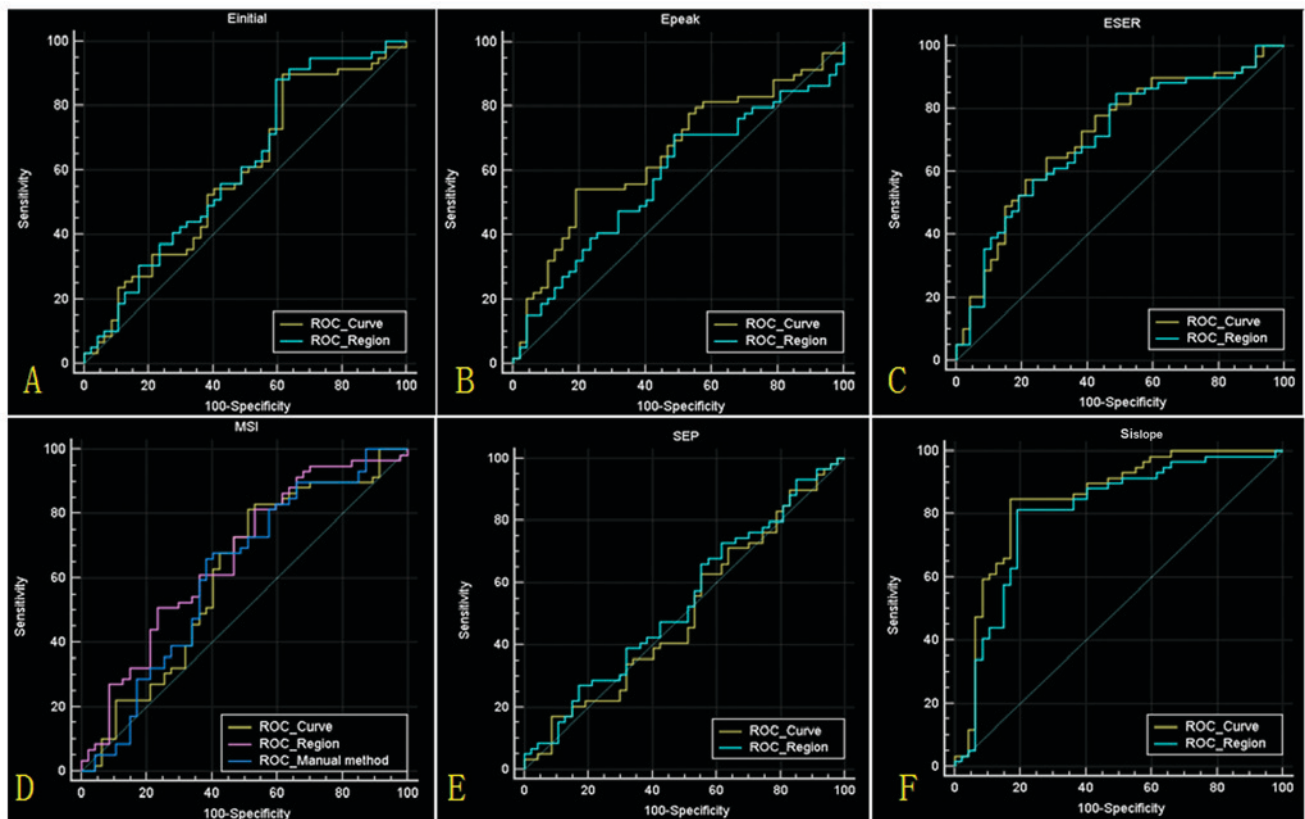 Einitial
Sensitivity
100
80
60
40
20
0
ROC_Curve
ROC_Region
0 20 40 60 80 100
100-Specificity
A
Epeak
Sensitivity
100
80
60
40
20
0
ROC_Curve
ROC_Region
0 20 40 60 80 100
100-Specificity
B
ESER
Sensitivity
100
80
60
40
20
0
ROC_Curve
ROC_Region
0 20 40 60 80 100
100-Specificity
C
MSI
Sensitivity
100
80
60
40
20
0
ROC_Curve
ROC_Region
ROC_Manual method
0 20 40 60 80 100
100-Specificity
D
SEP
Sensitivity
100
80
60
40
20
0
ROC_Curve
ROC_Region
0 20 40 60 80 100
100-Specificity
E
Sislope
Sensitivity
100
80
60
40
20
0
ROC_Curve
ROC_Region
0 20 40 60 80 100
100-Specificity
F